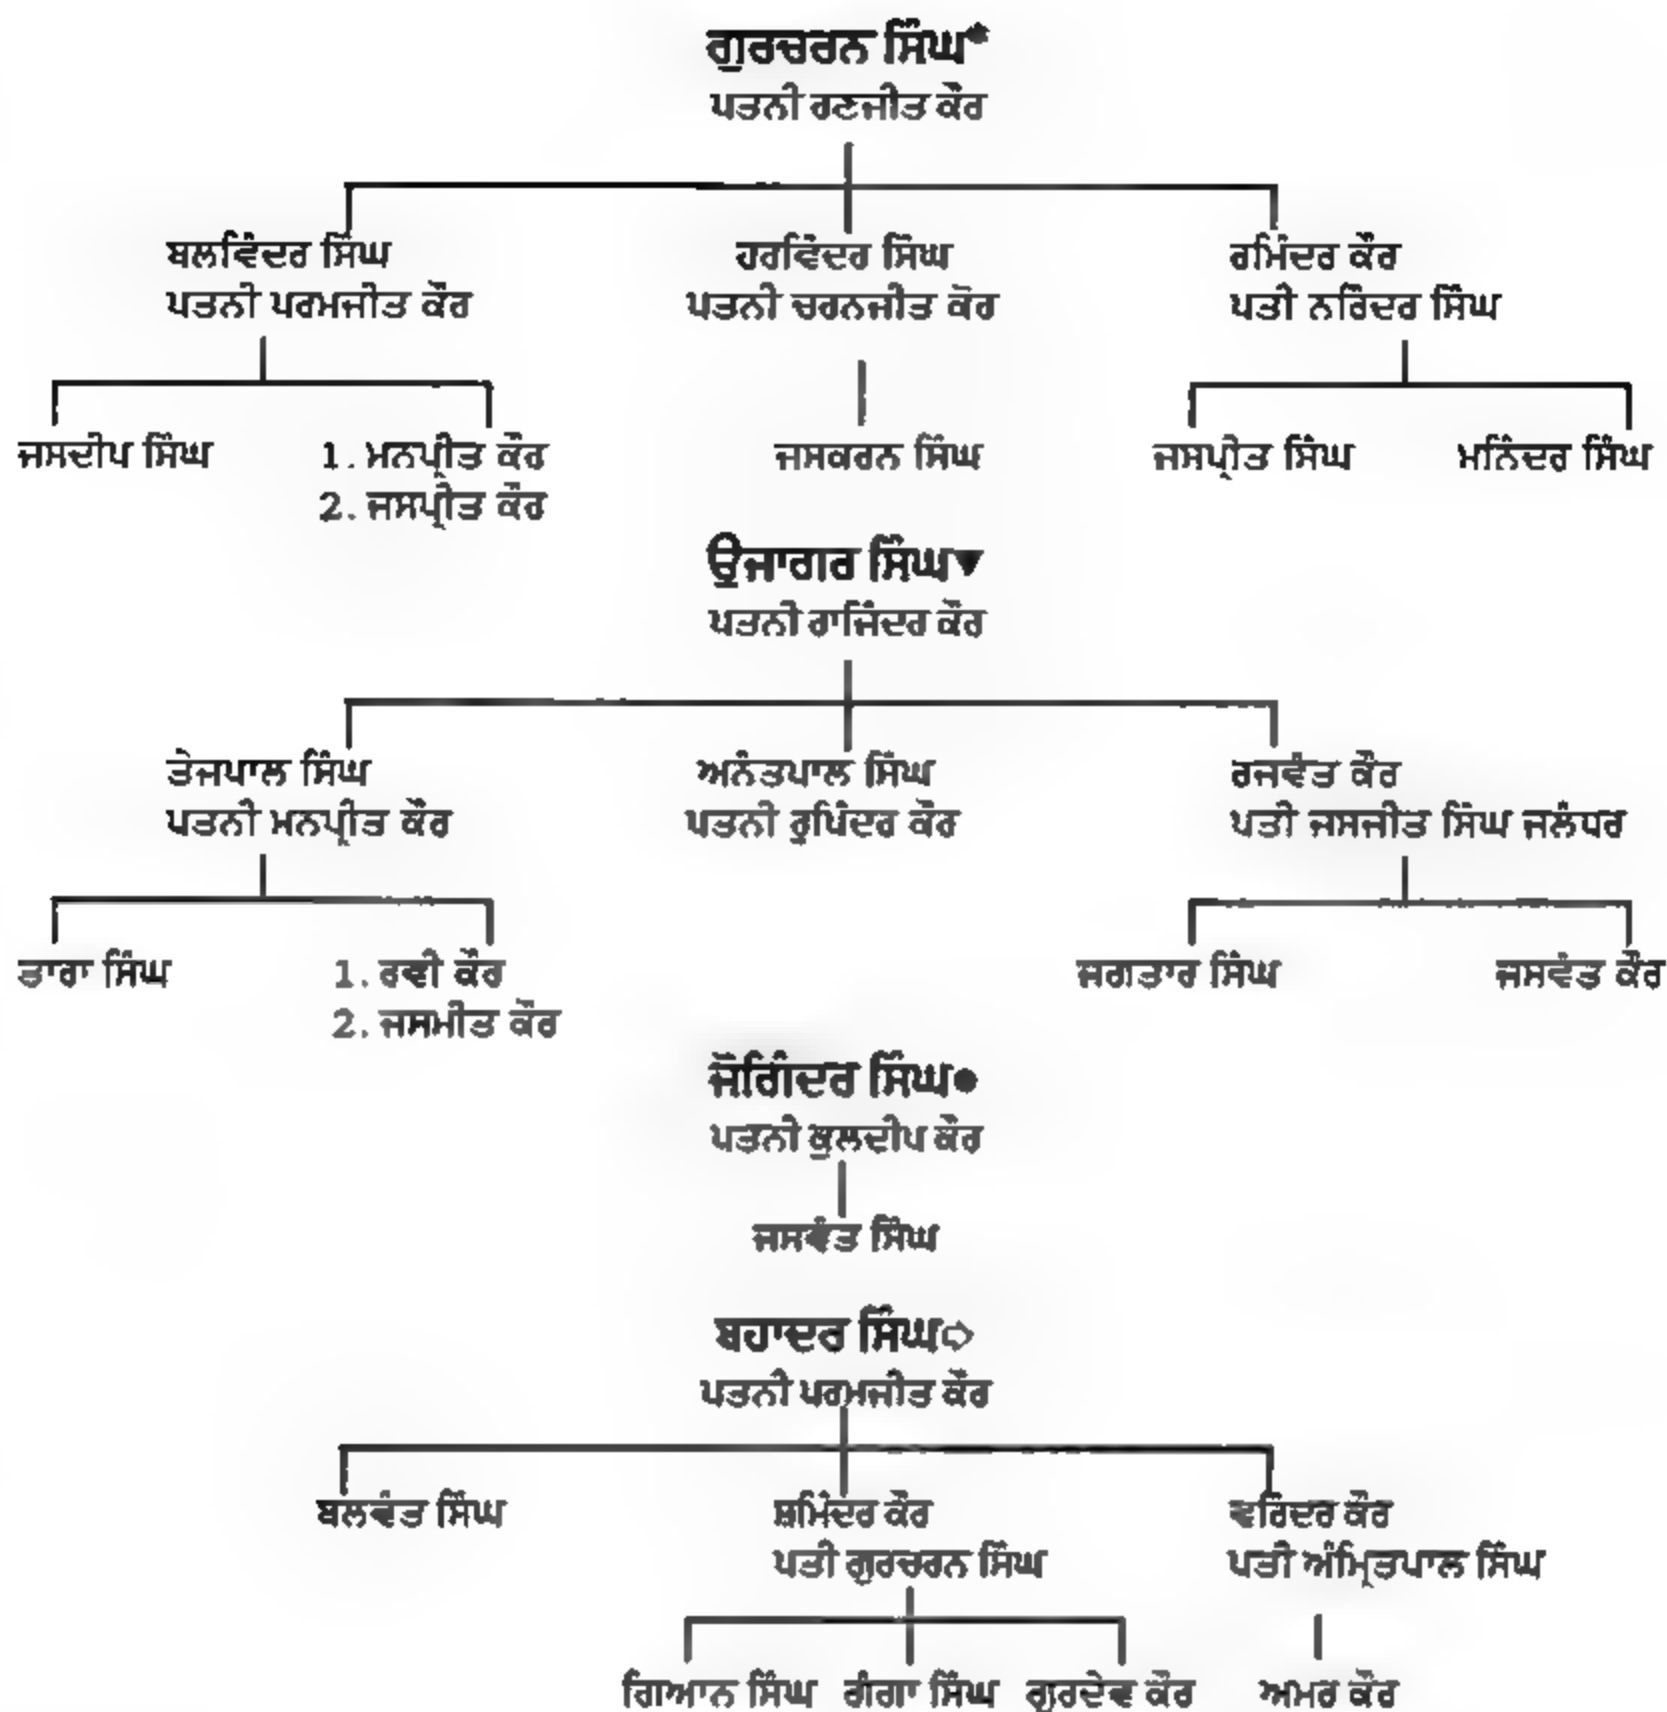 ਗੁਰਚਰਨ ਸਿੰਘ*
ਪਤਨੀ ਰਣਜੀਤ ਕੌਰ
ਬਲਵਿੰਦਰ ਸਿੰਘ ਹਰਵਿੰਦਰ ਸਿੰਘ ਰਮਿੰਦਰ ਕੌਰ
ਪਤਨੀ ਪਰਮਜੀਤ ਕੌਰ ਪਤਨੀ ਚਰਨਜੀਤ ਕੌਰ ਪਤੀ ਨਰਿੰਦਰ ਸਿੰਘ
ਜਸਦੀਪ ਸਿੰਘ 1. ਮਨਪ੍ਰੀਤ ਕੌਰ ਜਸਕਰਨ ਸਿੰਘ ਜਸਪ੍ਰੀਤ ਸਿੰਘ ਮਨਿੰਦਰ ਸਿੰਘ
2. ਜਸਪ੍ਰੀਤ ਕੌਰ
ਉਜਾਗਰ ਸਿੰਘ▼
ਪਤਨੀ ਰਾਜਿੰਦਰ ਕੌਰ
ਤੇਜਪਾਲ ਸਿੰਘ ਅਨੰਤਪਾਲ ਸਿੰਘ ਰਜਵੰਤ ਕੌਰ
ਪਤਨੀ ਮਨਪ੍ਰੀਤ ਕੌਰ ਪਤਨੀ ਰੁਪਿੰਦਰ ਕੌਰ ਪਤੀ ਜਸਜੀਤ ਸਿੰਘ ਜਲੰਧਰ
ਤਾਰਾ ਸਿੰਘ 1. ਰਵੀ ਕੌਰ ਜਗਤਾਰ ਸਿੰਘ ਜਸਵੰਤ ਕੌਰ
2. ਜਸਮੀਤ ਕੌਰ
ਜੋਗਿੰਦਰ ਸਿੰਘ●
ਪਤਨੀ ਕੁਲਦੀਪ ਕੌਰ
ਜਸਵੰਤ ਸਿੰਘ
ਬਹਾਦਰ ਸਿੰਘ➪
ਪਤਨੀ ਪਰਮਜੀਤ ਕੌਰ
ਬਲਵੰਤ ਸਿੰਘ ਸ਼ਮਿੰਦਰ ਕੌਰ ਵਰਿੰਦਰ ਕੌਰ
ਪਤੀ ਗੁਰਚਰਨ ਸਿੰਘ ਪਤੀ ਅੰਮ੍ਰਿਤਪਾਲ ਸਿੰਘ
ਗਿਆਨ ਸਿੰਘ ਗੰਗਾ ਸਿੰਘ ਗੁਰਦੇਵ ਕੌਰ ਅਮਰ ਕੌਰ